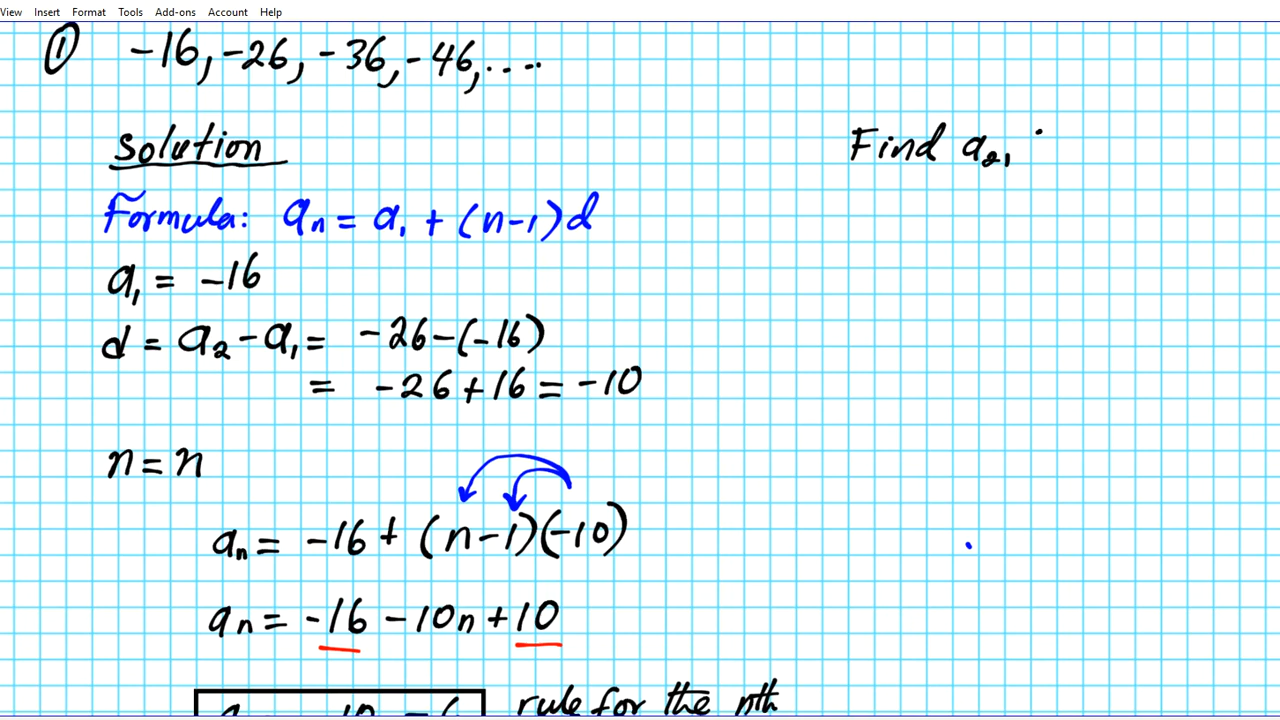 View Insert Format Tools Add-ons Account Help
① -16, -26, -36, -46, ....
Solution
Find a₂₁
Formula: aₙ = a₁ + (n-1)d
a₁ = -16
d = a₂ - a₁ = -26-(-16)
= -26+16 = -10
n = n
aₙ = -16 + (n-1)(-10)
aₙ = -16 -10n +10
rule for the nth